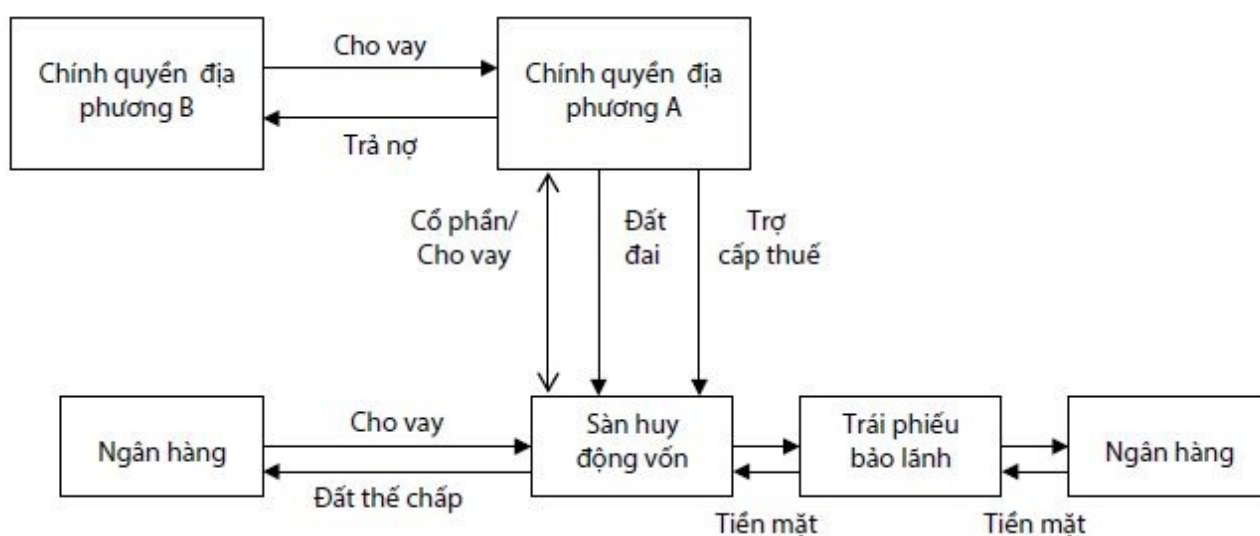 Cho vay
Chính quyền địa
phương B
Chính quyền địa
phương A
Trả nợ
Cổ phần/
Cho vay
Đất
đai
Trợ
cấp thuế
Ngân hàng
Cho vay
Đất thế chấp
Sàn huy
động vốn
Trái phiếu
bảo lãnh
Ngân hàng
Tiền mặt
Tiền mặt